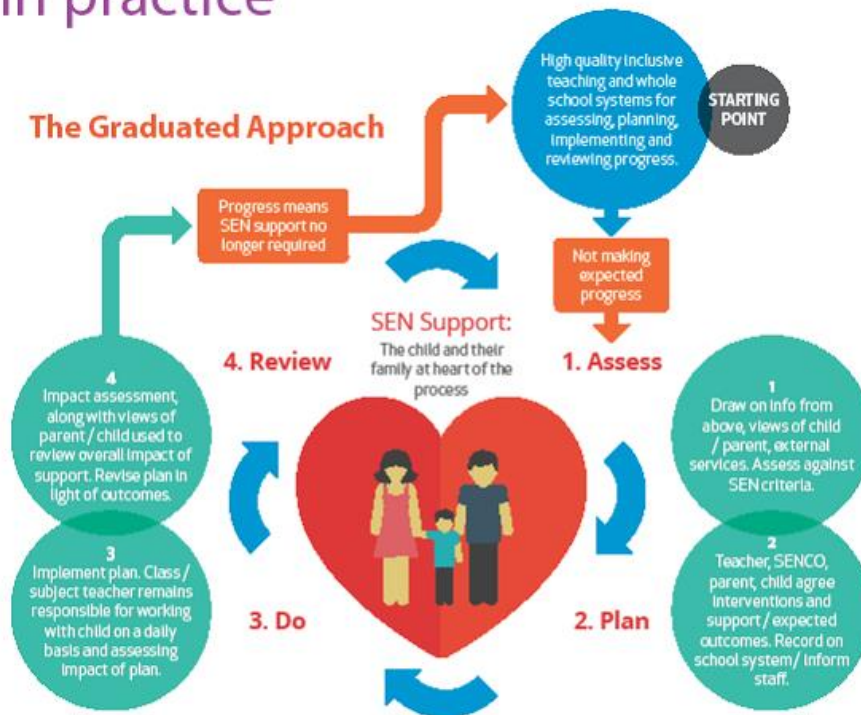 in practice
The Graduated Approach
High quality inclusive
teaching and whole
school systems for
assessing, planning,
implementing and
reviewing progress.
STARTING
POINT
Progress means
SEN support no
longer required
Not making
expected
progress
SEN Support:
The child and their
family at heart of the
process
4. Review
1. Assess
4
Impact assessment,
along with views of
parent / child used to
review overall impact of
support. Revise plan in
light of outcomes.
1
Draw on info from
above, views of child
/ parent, external
services. Assess against
SEN criteria.
3
Implement plan. Class /
subject teacher remains
responsible for working
with child on a daily
basis and assessing
impact of plan.
3. Do
2. Plan
2
Teacher, SENCO,
parent, child agree
interventions and
support / expected
outcomes. Record on
school system / inform
staff.